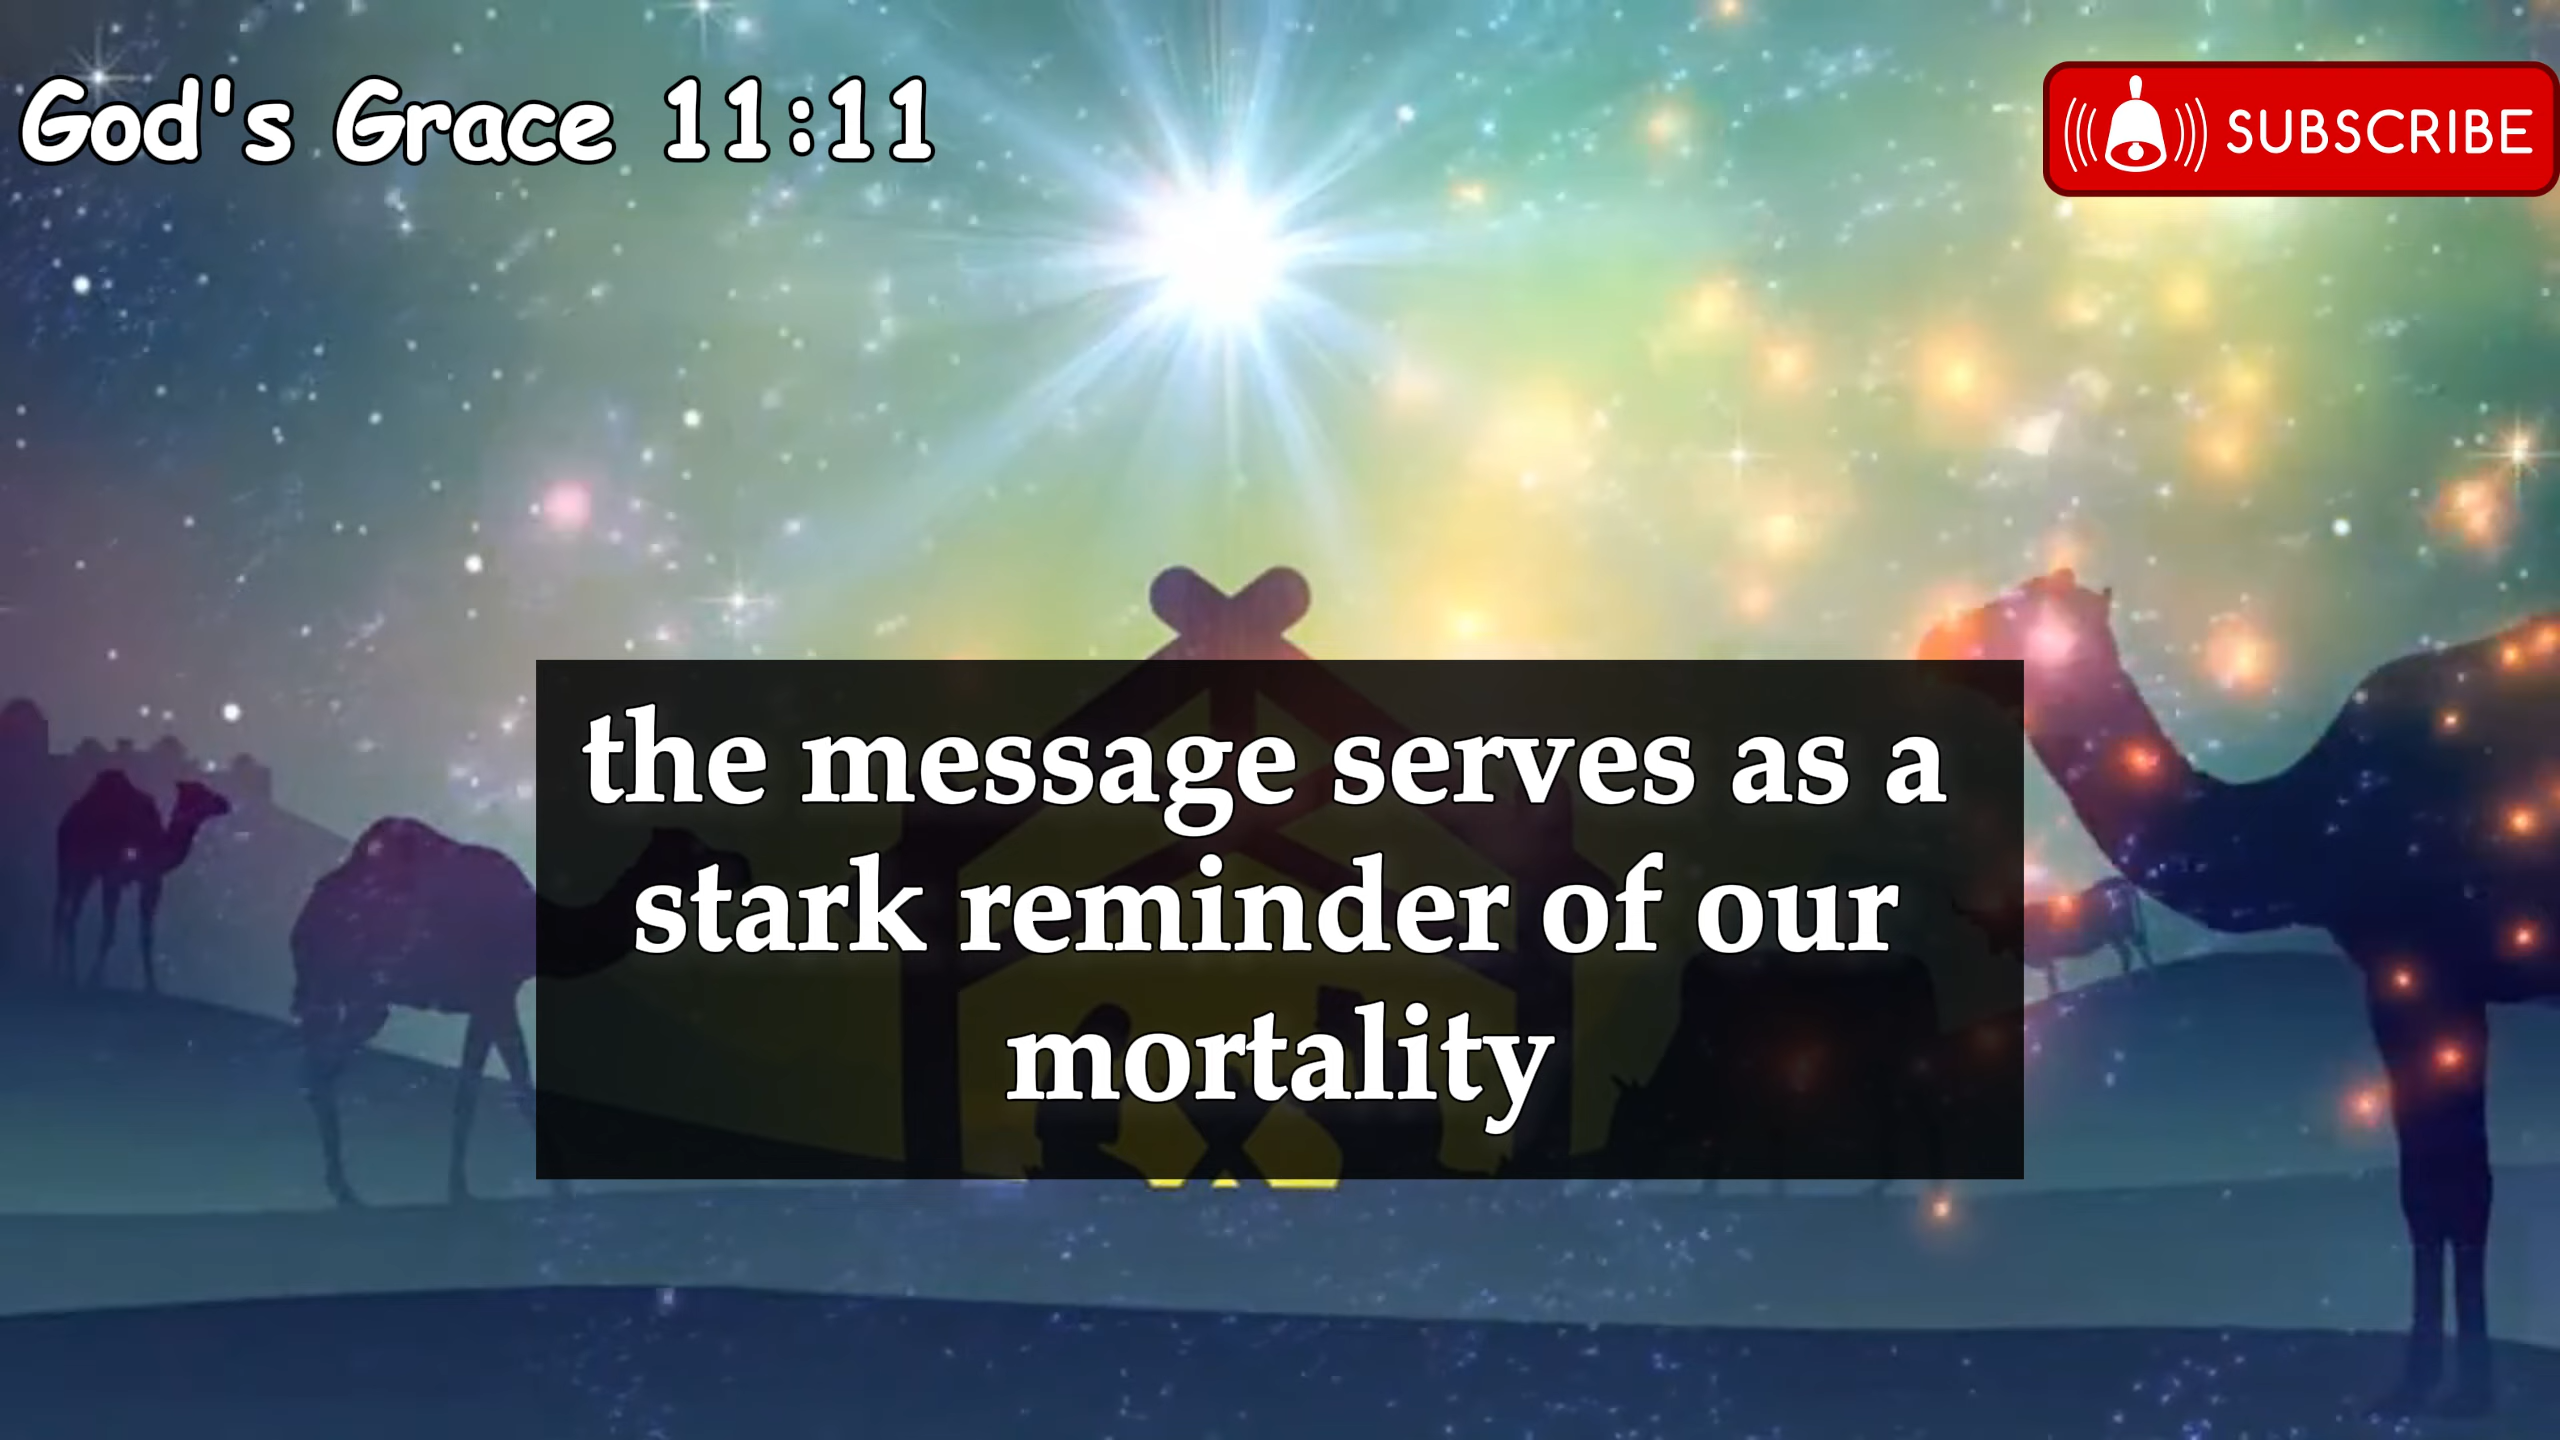 God's Grace 11:11
SUBSCRIBE
the message serves as a
stark reminder of our
mortality